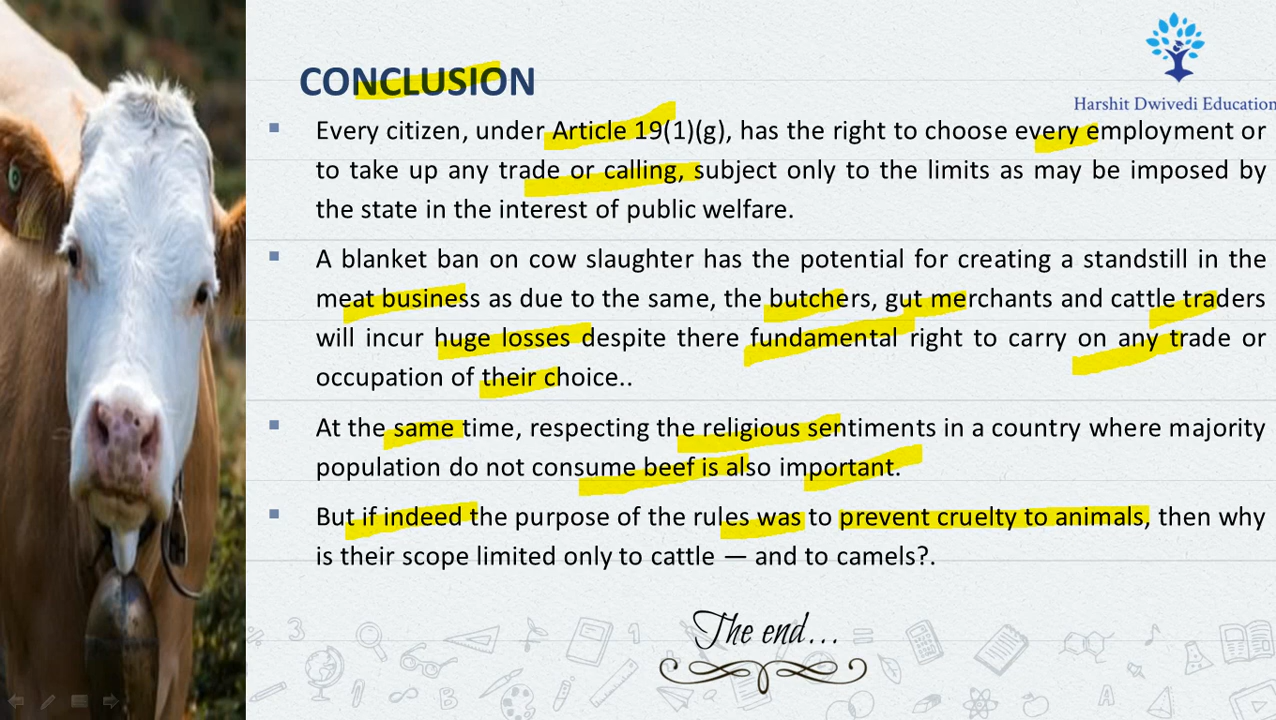 Harshit Dwivedi Education
CONCLUSION
▪ Every citizen, under Article 19(1)(g), has the right to choose every employment or
to take up any trade or calling, subject only to the limits as may be imposed by
the state in the interest of public welfare.
▪ A blanket ban on cow slaughter has the potential for creating a standstill in the
meat business as due to the same, the butchers, gut merchants and cattle traders
will incur huge losses despite there fundamental right to carry on any trade or
occupation of their choice..
▪ At the same time, respecting the religious sentiments in a country where majority
population do not consume beef is also important.
▪ But if indeed the purpose of the rules was to prevent cruelty to animals, then why
is their scope limited only to cattle — and to camels?.
The end...